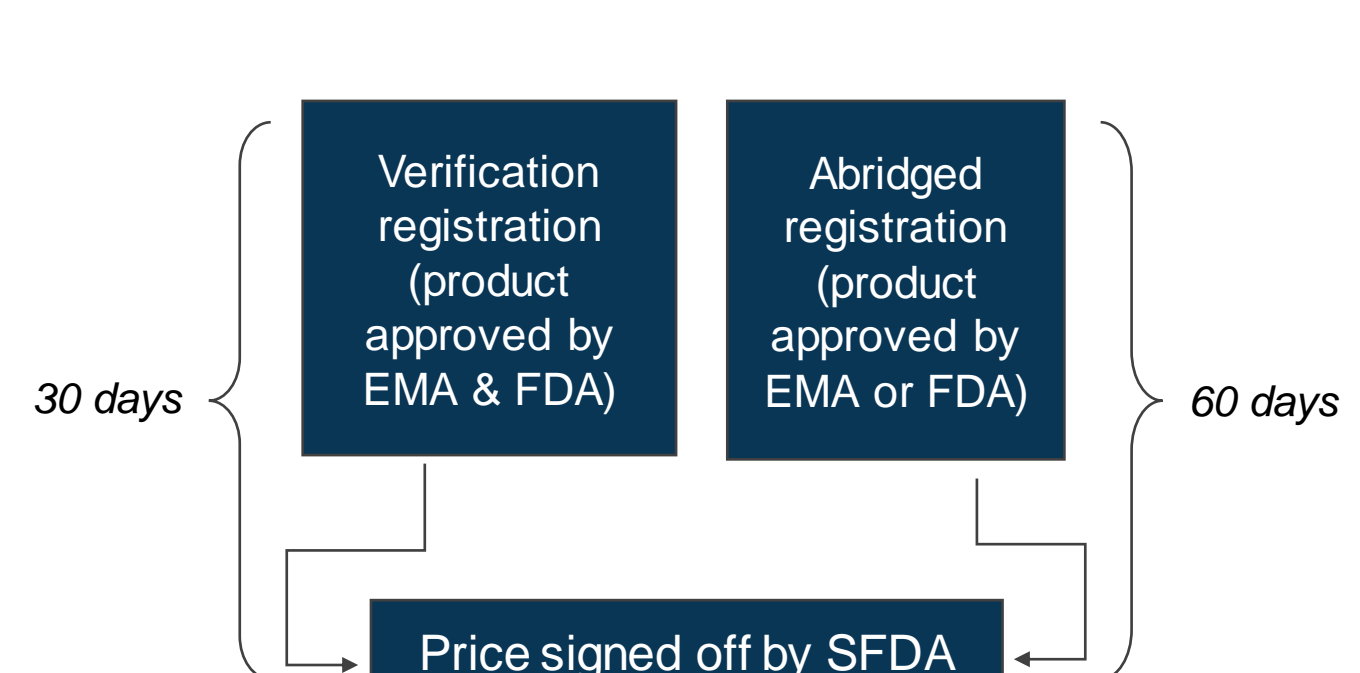 Verification
registration
(product
approved by
EMA & FDA)
Abridged
registration
(product
approved by
EMA or FDA)
30 days
60 days
Price signed off by SFDA